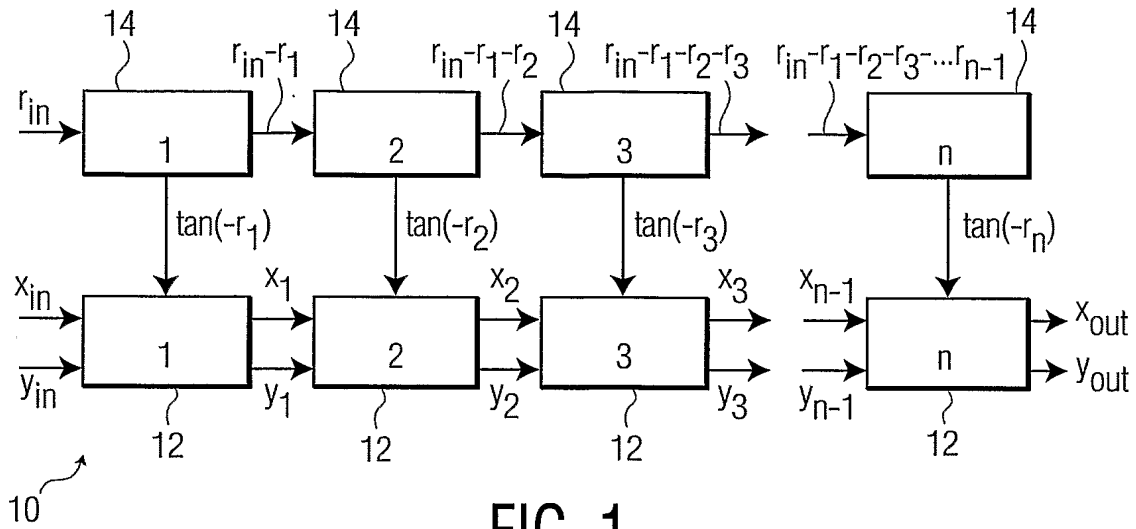 14 14 14 14
r_in r_in-r_1 r_in-r_1-r_2 r_in-r_1-r_2-r_3 r_in-r_1-r_2-r_3-...r_n-1
1 2 3 n
tan(-r_1) tan(-r_2) tan(-r_3) tan(-r_n)
x_in x_1 x_2 x_3 x_n-1 x_out
1 2 3 n
y_in y_1 y_2 y_3 y_n-1 y_out
12 12 12 12
10
FIG. 1